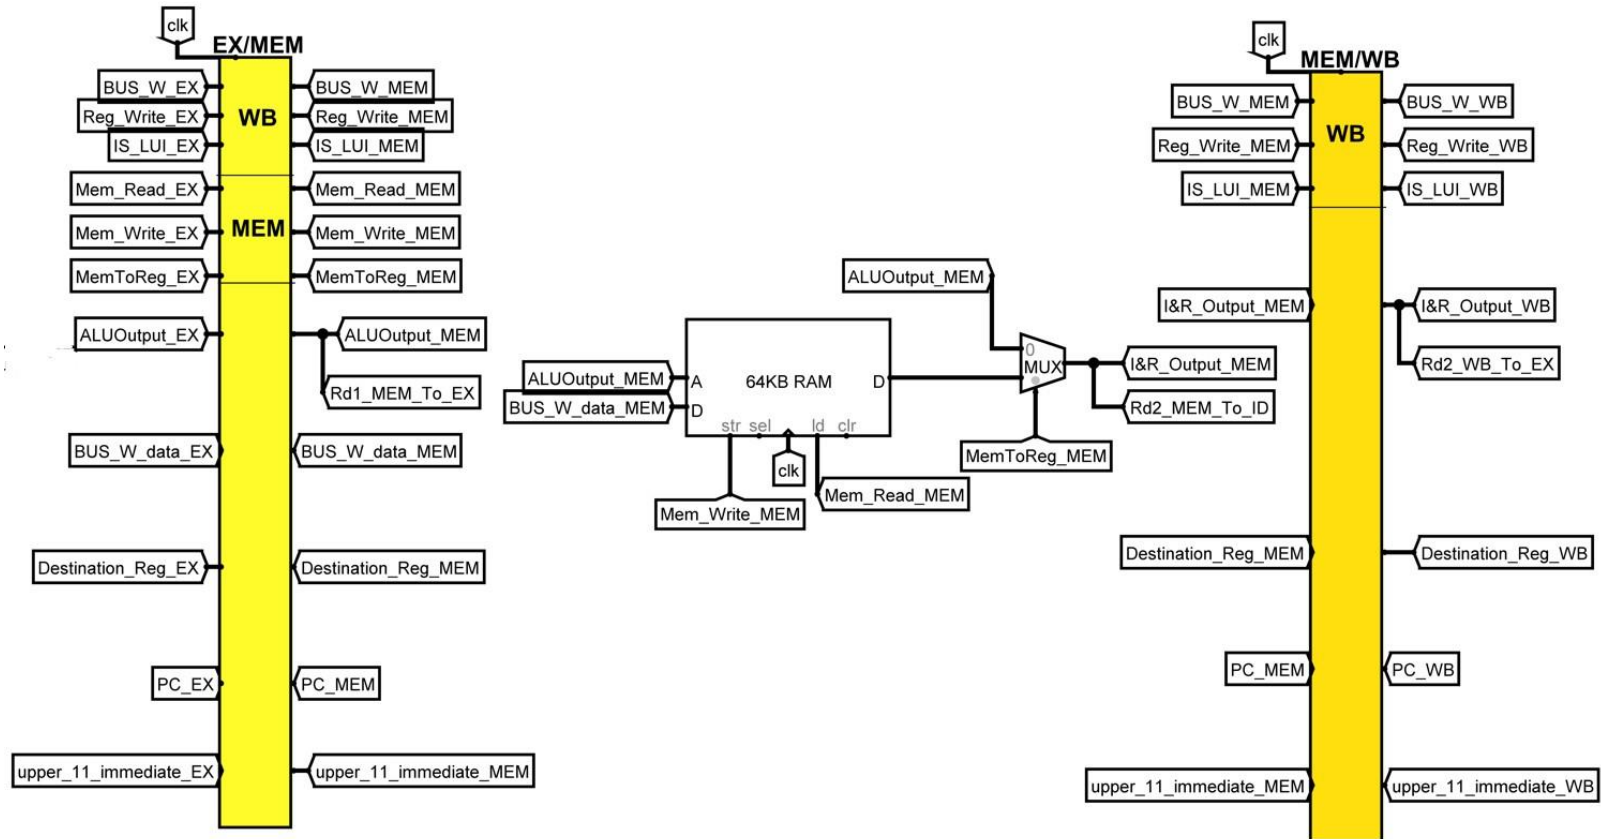 clk
EX/MEM
BUS_W_EX
BUS_W_MEM
Reg_Write_EX
WB
Reg_Write_MEM
IS_LUI_EX
IS_LUI_MEM
Mem_Read_EX
Mem_Read_MEM
Mem_Write_EX
MEM
Mem_Write_MEM
MemToReg_EX
MemToReg_MEM
ALUOutput_EX
ALUOutput_MEM
Rd1_MEM_To_EX
BUS_W_data_EX
BUS_W_data_MEM
Destination_Reg_EX
Destination_Reg_MEM
PC_EX
PC_MEM
upper_11_immediate_EX
upper_11_immediate_MEM
ALUOutput_MEM
ALUOutput_MEM
A
64KB RAM
D
BUS_W_data_MEM
D
str sel ld clr
clk
Mem_Write_MEM
Mem_Read_MEM
0
MUX
I&R_Output_MEM
Rd2_MEM_To_ID
MemToReg_MEM
clk
MEM/WB
BUS_W_MEM
BUS_W_WB
Reg_Write_MEM
WB
Reg_Write_WB
IS_LUI_MEM
IS_LUI_WB
I&R_Output_MEM
I&R_Output_WB
Rd2_WB_To_EX
Destination_Reg_MEM
Destination_Reg_WB
PC_MEM
PC_WB
upper_11_immediate_MEM
upper_11_immediate_WB